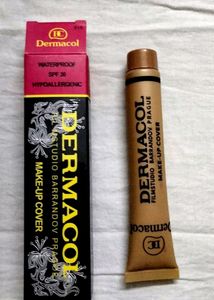 Dermacol
WATERPROOF
SPF 30
HYPOALLERGENIC
DERMACOL
FILMSTUDIO BARRANDOV PRAGUE
MAKE-UP COVER
DERMACOL
FILMSTUDIO BARRANDOV PRAGUE
MAKE-UP COVER
Dermacol